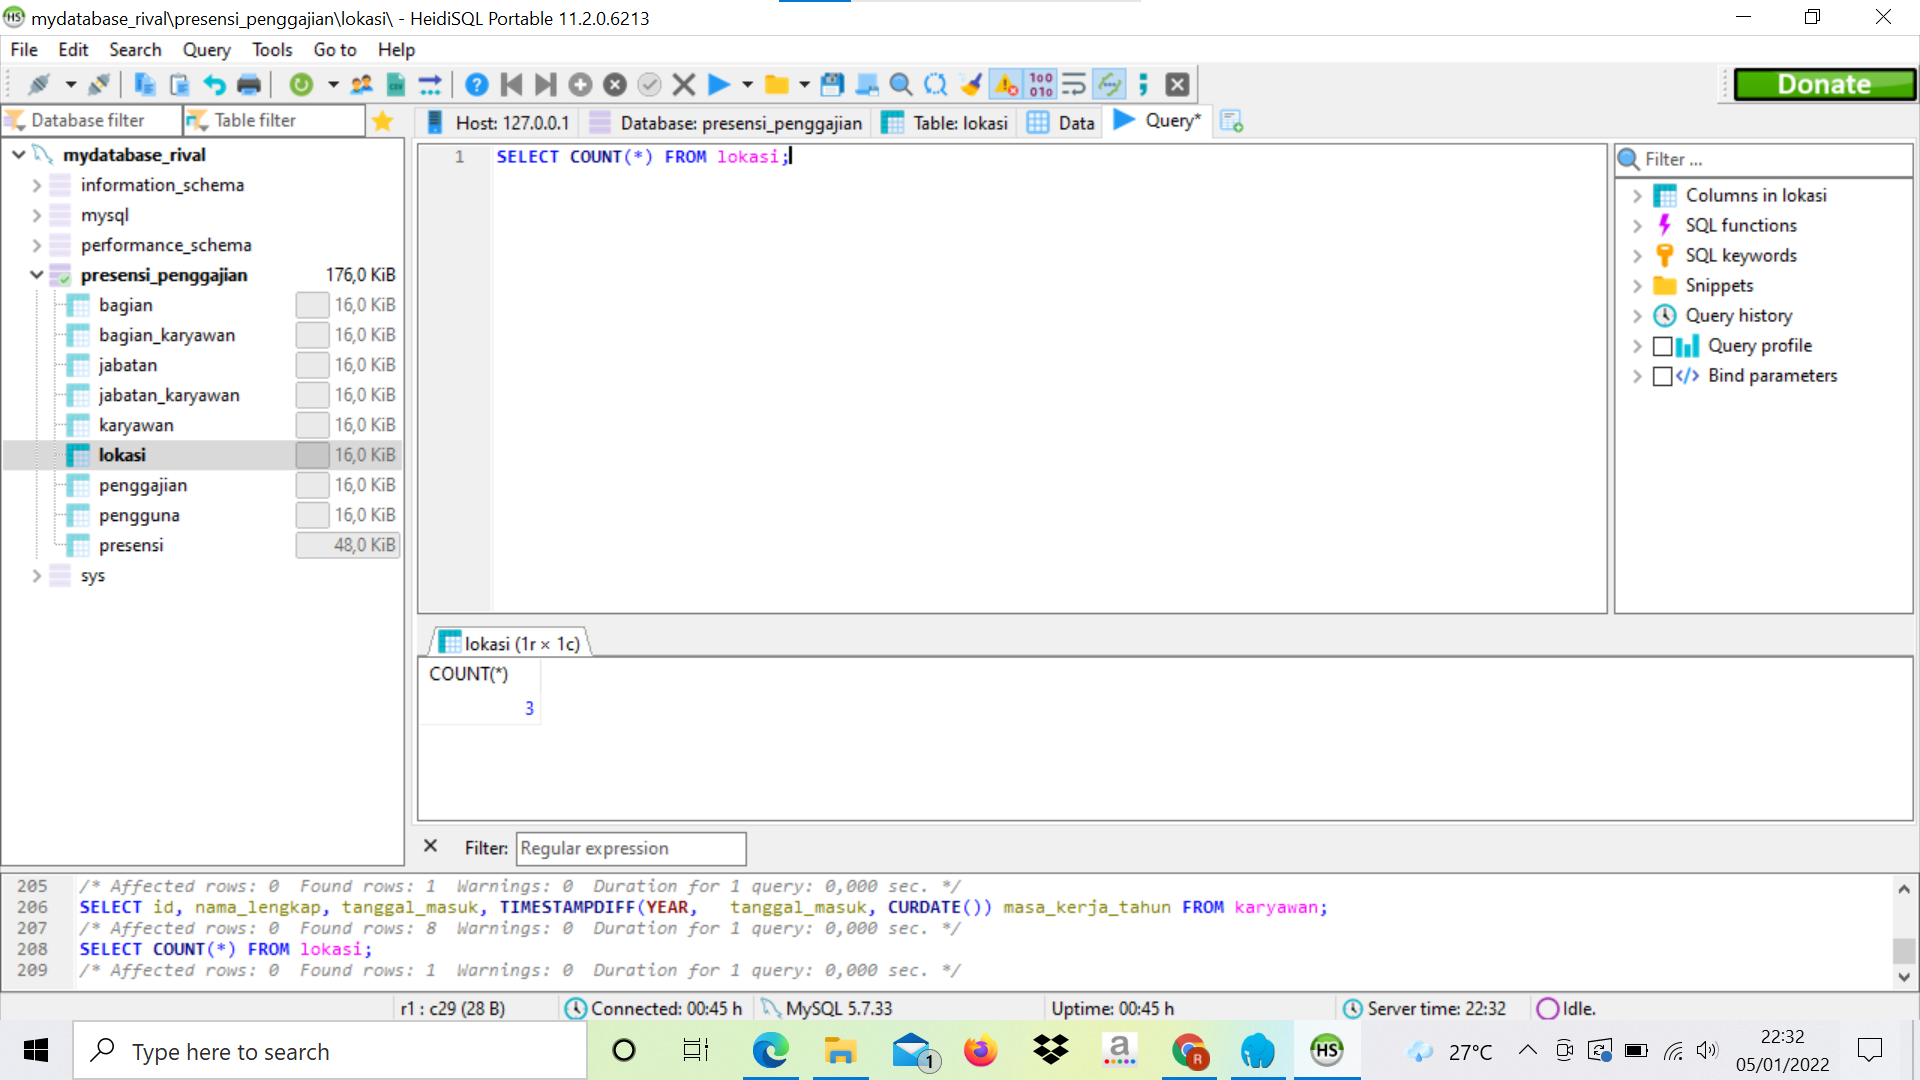 mydatabase_rival\presensi_penggajian\lokasi\ - HeidiSQL Portable 11.2.0.6213
File Edit Search Query Tools Go to Help
Donate
Database filter Table filter
Host: 127.0.0.1 Database: presensi_penggajian Table: lokasi Data Query*
mydatabase_rival
information_schema
mysql
performance_schema
presensi_penggajian 176,0 KiB
bagian 16,0 KiB
bagian_karyawan 16,0 KiB
jabatan 16,0 KiB
jabatan_karyawan 16,0 KiB
karyawan 16,0 KiB
lokasi 16,0 KiB
penggajian 16,0 KiB
pengguna 16,0 KiB
presensi 48,0 KiB
sys
1 SELECT COUNT(*) FROM lokasi;
Filter ...
Columns in lokasi
SQL functions
SQL keywords
Snippets
Query history
Query profile
Bind parameters
lokasi (1r × 1c)
COUNT(*)
3
Filter: Regular expression
205 /* Affected rows: 0 Found rows: 1 Warnings: 0 Duration for 1 query: 0,000 sec. */
206 SELECT id, nama_lengkap, tanggal_masuk, TIMESTAMPDIFF(YEAR, tanggal_masuk, CURDATE()) masa_kerja_tahun FROM karyawan;
207 /* Affected rows: 0 Found rows: 8 Warnings: 0 Duration for 1 query: 0,000 sec. */
208 SELECT COUNT(*) FROM lokasi;
209 /* Affected rows: 0 Found rows: 1 Warnings: 0 Duration for 1 query: 0,000 sec. */
r1 : c29 (28 B) Connected: 00:45 h MySQL 5.7.33 Uptime: 00:45 h Server time: 22:32 Idle.
Type here to search
1
a
R
HS
27°C
22:32
05/01/2022